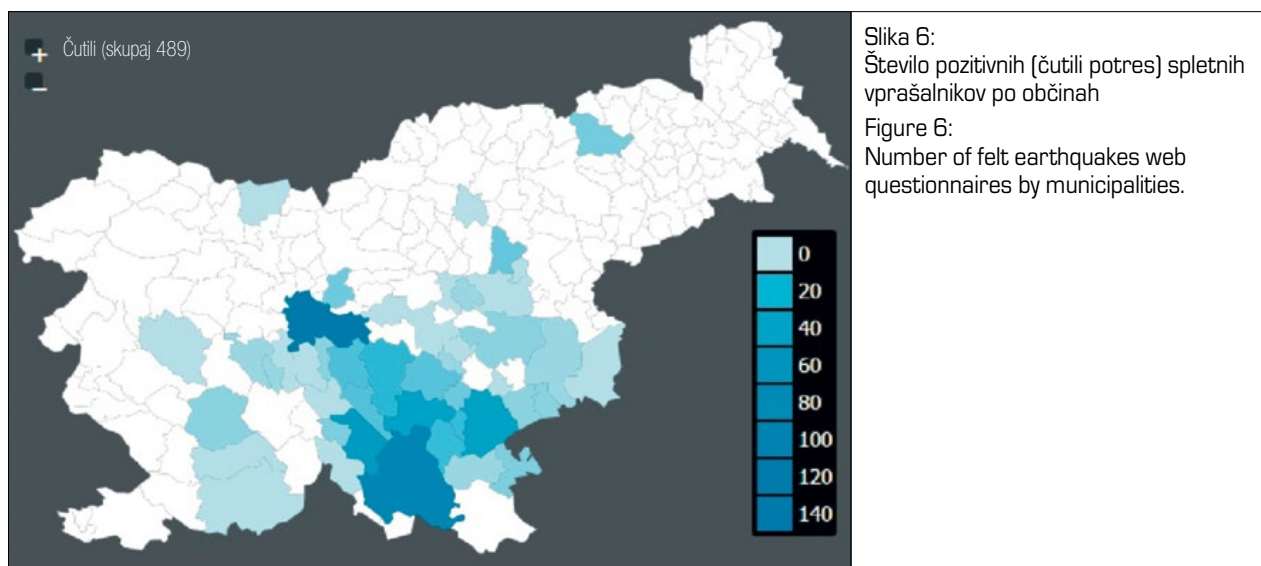 + Čutili (skupaj 489)
−
0
20
40
60
80
100
120
140
Slika 6:
Število pozitivnih (čutili potres) spletnih
vprašalnikov po občinah
Figure 6:
Number of felt earthquakes web
questionnaires by municipalities.